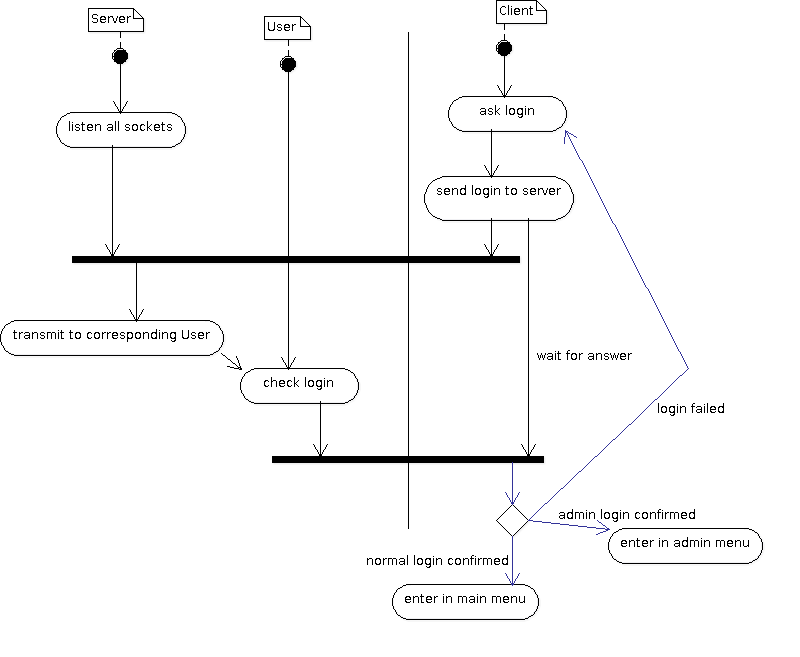 Server
User
Client
listen all sockets
ask login
send login to server
transmit to corresponding User
wait for answer
check login
login failed
admin login confirmed
enter in admin menu
normal login confirmed
enter in main menu